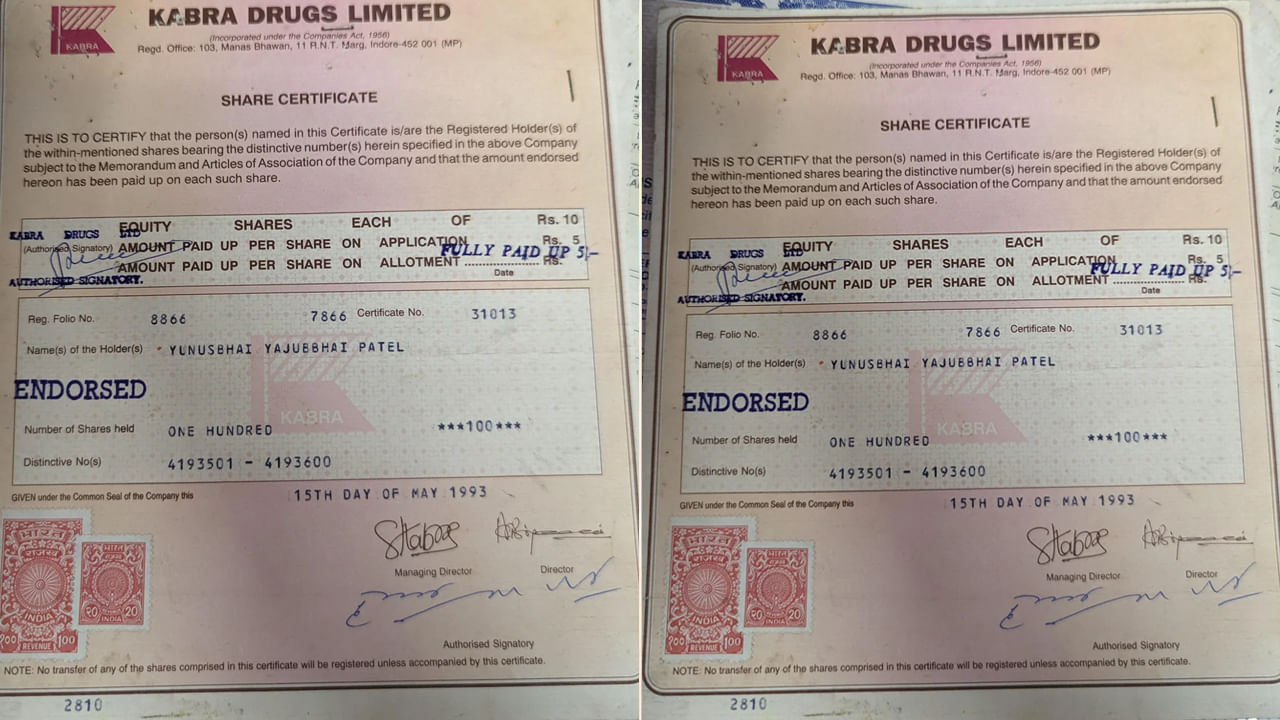 KABRA
KABRA DRUGS LIMITED
(Incorporated under the Companies Act, 1956)
Regd. Office: 103, Manas Bhawan, 11 R.N.T. Marg, Indore-452 001 (MP)
SHARE CERTIFICATE
THIS IS TO CERTIFY that the person(s) named in this Certificate is/are the Registered Holder(s) of
the within-mentioned shares bearing the distinctive number(s) herein specified in the above Company
subject to the Memorandum and Articles of Association of the Company and that the amount endorsed
hereon has been paid up on each such share.
EQUITY SHARES EACH OF Rs. 10
KABRA DRUGS LTD
(Authorised Signatory) AMOUNT PAID UP PER SHARE ON APPLICATION Rs. 5
FULLY PAID UP 5/-
AMOUNT PAID UP PER SHARE ON ALLOTMENT .................. Rs.
Date
AUTHORISED SIGNATORY.
Reg. Folio No. 8866 7866 Certificate No. 31013
Name(s) of the Holder(s) YUNUSBHAI YAJUBBHAI PATEL
ENDORSED
KABRA
Number of Shares held ONE HUNDRED ***100***
Distinctive No(s) 4193501 - 4193600
GIVEN under the Common Seal of the Company this 15TH DAY OF MAY 1993
भारत
INDIA
REVENUE
100
भारत
20
INDIA
Managing Director Director
Authorised Signatory
NOTE: No transfer of any of the shares comprised in this certificate will be registered unless accompanied by this certificate.
2810
KABRA
KABRA DRUGS LIMITED
(Incorporated under the Companies Act, 1956)
Regd. Office: 103, Manas Bhawan, 11 R.N.T. Marg, Indore-452 001 (MP)
SHARE CERTIFICATE
THIS IS TO CERTIFY that the person(s) named in this Certificate is/are the Registered Holder(s) of
the within-mentioned shares bearing the distinctive number(s) herein specified in the above Company
subject to the Memorandum and Articles of Association of the Company and that the amount endorsed
hereon has been paid up on each such share.
EQUITY SHARES EACH OF Rs. 10
KABRA DRUGS LTD
(Authorised Signatory) AMOUNT PAID UP PER SHARE ON APPLICATION Rs. 5
FULLY PAID UP 5/-
AMOUNT PAID UP PER SHARE ON ALLOTMENT .................. Rs.
Date
AUTHORISED SIGNATORY.
Reg. Folio No. 8866 7866 Certificate No. 31013
Name(s) of the Holder(s) YUNUSBHAI YAJUBBHAI PATEL
ENDORSED
KABRA
Number of Shares held ONE HUNDRED ***100***
Distinctive No(s) 4193501 - 4193600
GIVEN under the Common Seal of the Company this 15TH DAY OF MAY 1993
भारत
INDIA
REVENUE
100
भारत
20
INDIA
Managing Director Director
Authorised Signatory
NOTE: No transfer of any of the shares comprised in this certificate will be registered unless accompanied by this certificate.
2810